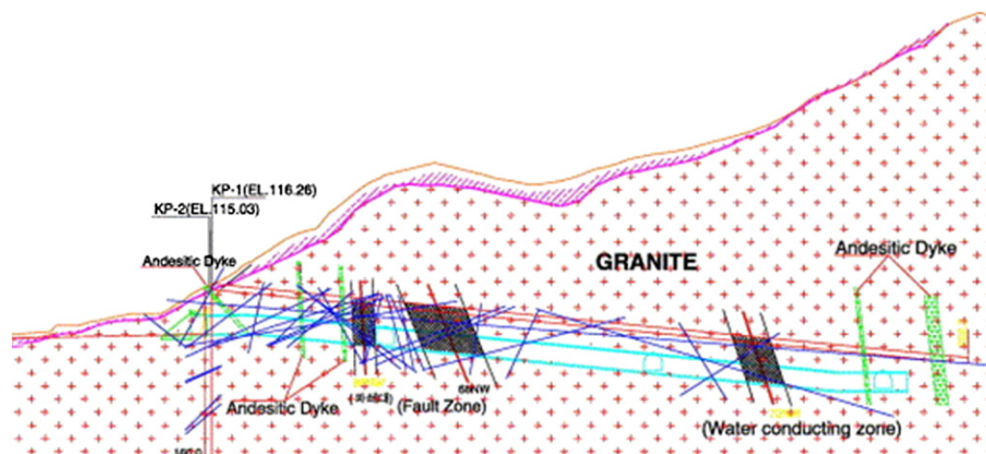 KP-1(EL.116.26)
KP-2(EL.115.03)
Andesitic Dyke
GRANITE
Andesitic Dyke
68NW
Andesitic Dyke
(Fault Zone)
(Water conducting zone)